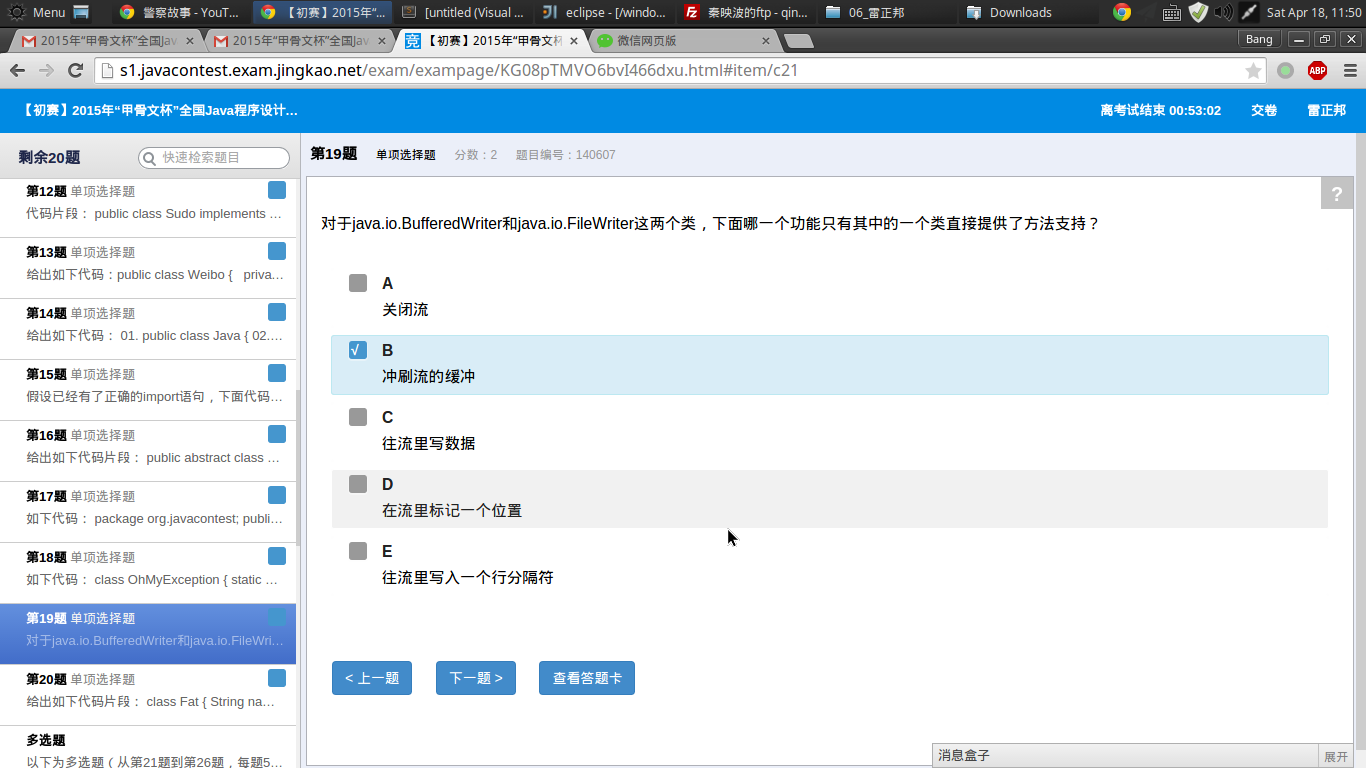 Menu
警察故事 - YouT...
【初赛】2015年“...
[untitled (Visual ...
eclipse - [/windo...
秦映波的ftp - qin...
06_雷正邦
Downloads
Sat Apr 18, 11:50
2015年“甲骨文杯”全国Jav
2015年“甲骨文杯”全国Jav
【初赛】2015年“甲骨文杯
微信网页版
Bang
s1.javacontest.exam.jingkao.net/exam/exampage/KG08pTMVO6bvI466dxu.html#item/c21
ABP
【初赛】2015年“甲骨文杯”全国Java程序设计...
离考试结束 00:53:02
交卷
雷正邦
剩余20题
快速检索题目
第12题 单项选择题
代码片段： public class Sudo implements ...
第13题 单项选择题
给出如下代码：public class Weibo { priva...
第14题 单项选择题
给出如下代码： 01. public class Java { 02....
第15题 单项选择题
假设已经有了正确的import语句，下面代码...
第16题 单项选择题
给出如下代码片段： public abstract class ...
第17题 单项选择题
如下代码： package org.javacontest; publi...
第18题 单项选择题
如下代码： class OhMyException { static ...
第19题 单项选择题
对于java.io.BufferedWriter和java.io.FileWri...
第20题 单项选择题
给出如下代码片段： class Fat { String na...
多选题
以下为多选题（从第21题到第26题，每题5...
第19题 单项选择题 分数：2 题目编号：140607
?
对于java.io.BufferedWriter和java.io.FileWriter这两个类，下面哪一个功能只有其中的一个类直接提供了方法支持？
A
关闭流
√ B
冲刷流的缓冲
C
往流里写数据
D
在流里标记一个位置
E
往流里写入一个行分隔符
< 上一题
下一题 >
查看答题卡
消息盒子
展开